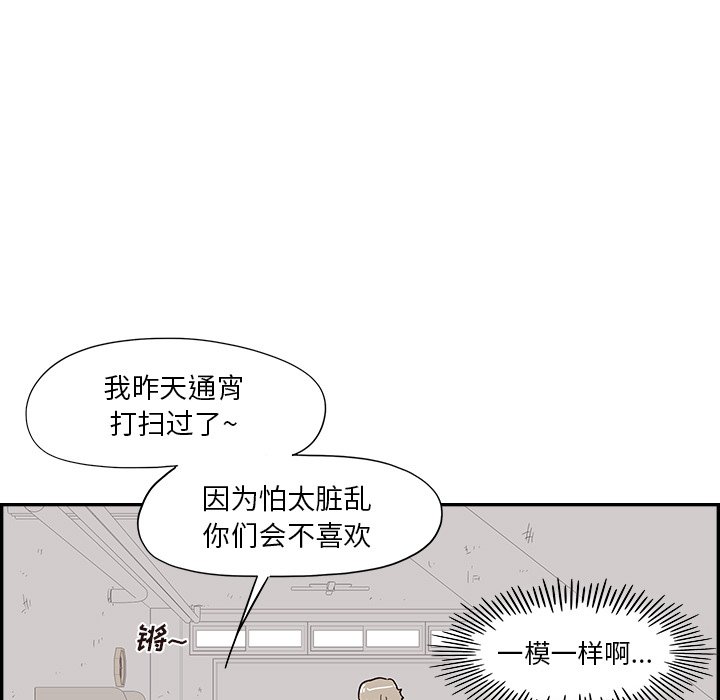 我昨天通宵
打扫过了~
因为怕太脏乱
你们会不喜欢
锵~
一模一样啊...